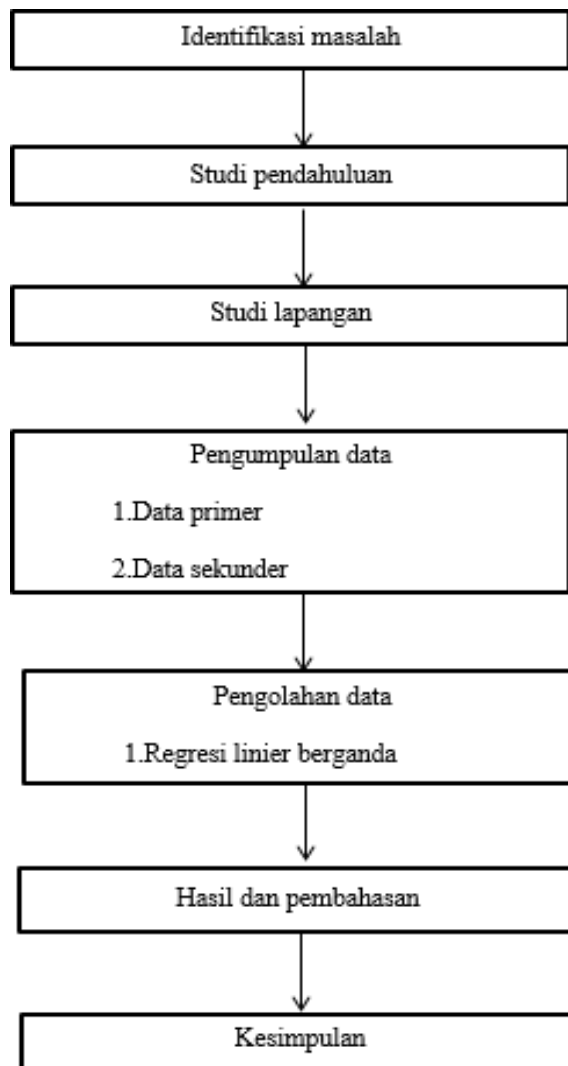 Identifikasi masalah
Studi pendahuluan
Studi lapangan
Pengumpulan data
1.Data primer
2.Data sekunder
Pengolahan data
1.Regresi linier berganda
Hasil dan pembahasan
Kesimpulan